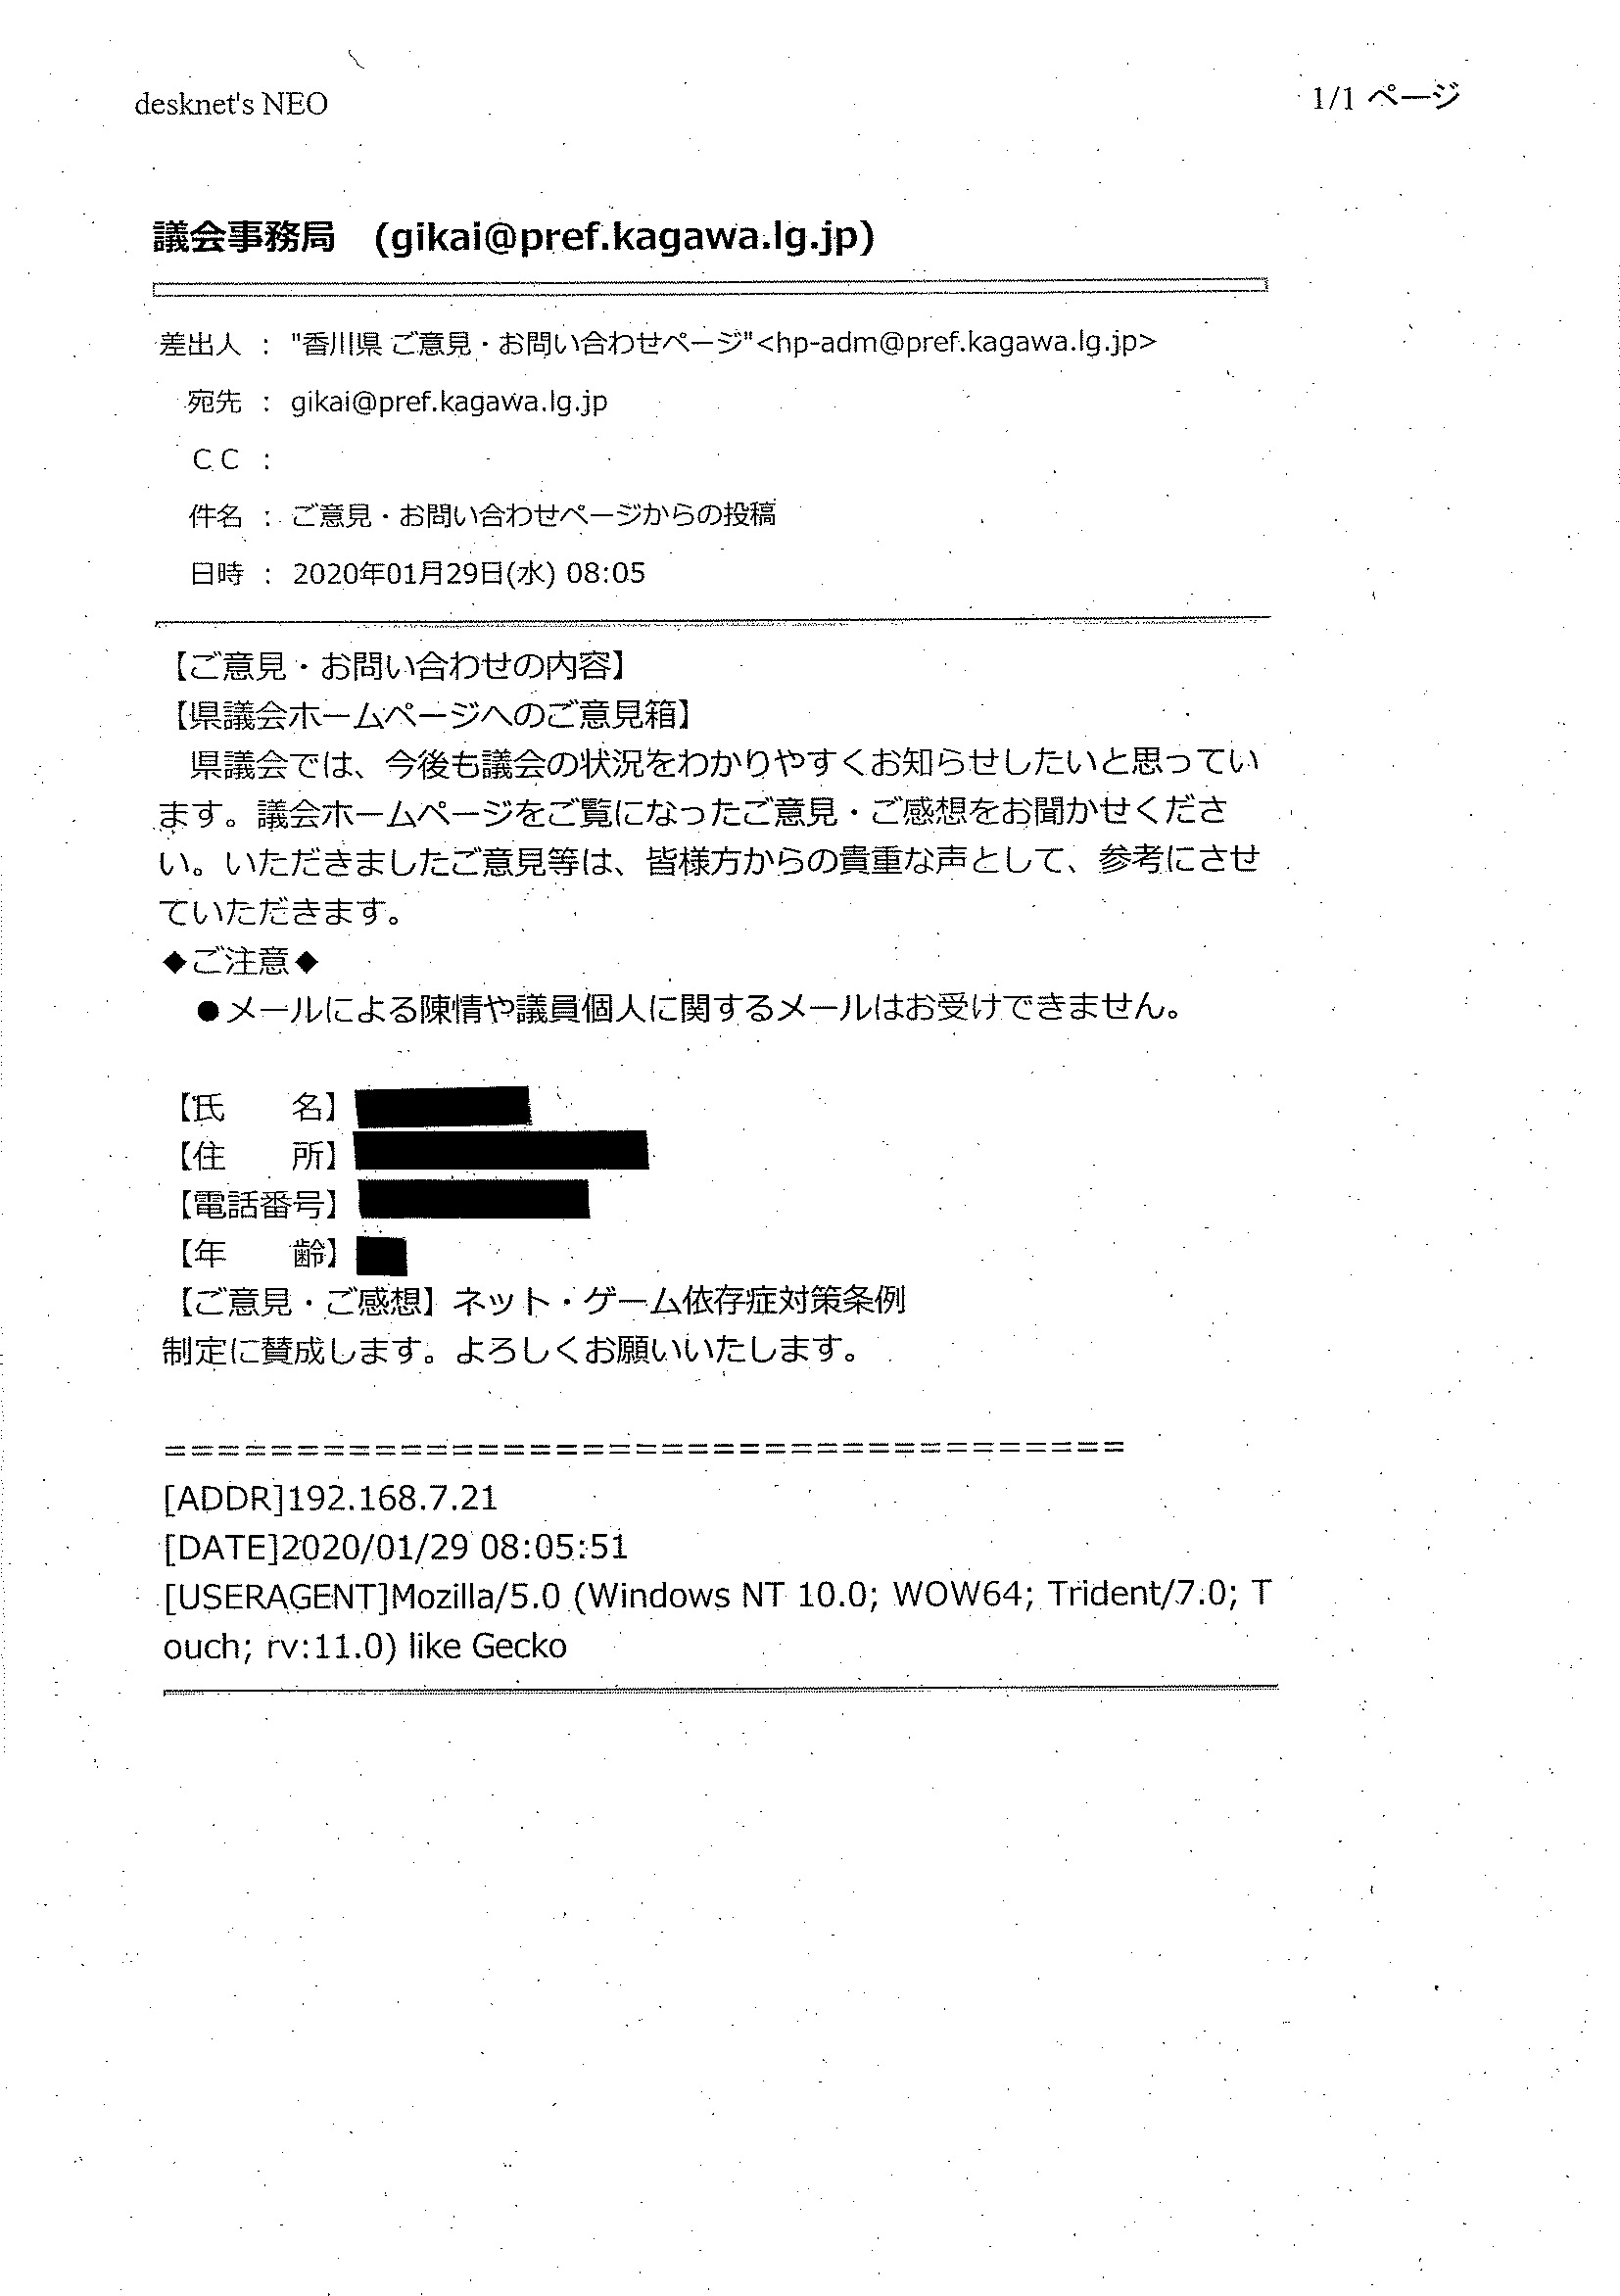 desknet's NEO
1/1 ページ
議会事務局　(gikai@pref.kagawa.lg.jp)
差出人 : "香川県 ご意見・お問い合わせページ"<hp-adm@pref.kagawa.lg.jp>
宛先 : gikai@pref.kagawa.lg.jp
ＣＣ :
件名 : ご意見・お問い合わせページからの投稿
日時 : 2020年01月29日(水) 08:05
【ご意見・お問い合わせの内容】
【県議会ホームページへのご意見箱】
　県議会では、今後も議会の状況をわかりやすくお知らせしたいと思ってい
ます。議会ホームページをご覧になったご意見・ご感想をお聞かせくださ
い。いただきましたご意見等は、皆様方からの貴重な声として、参考にさせ
ていただきます。
◆ご注意◆
　●メールによる陳情や議員個人に関するメールはお受けできません。
【氏　　名】
【住　　所】
【電話番号】
【年　　齢】
【ご意見・ご感想】ネット・ゲーム依存症対策条例
制定に賛成します。よろしくお願いいたします。
=====================================
[ADDR]192.168.7.21
[DATE]2020/01/29 08:05:51
[USERAGENT]Mozilla/5.0 (Windows NT 10.0; WOW64; Trident/7.0; T
ouch; rv:11.0) like Gecko